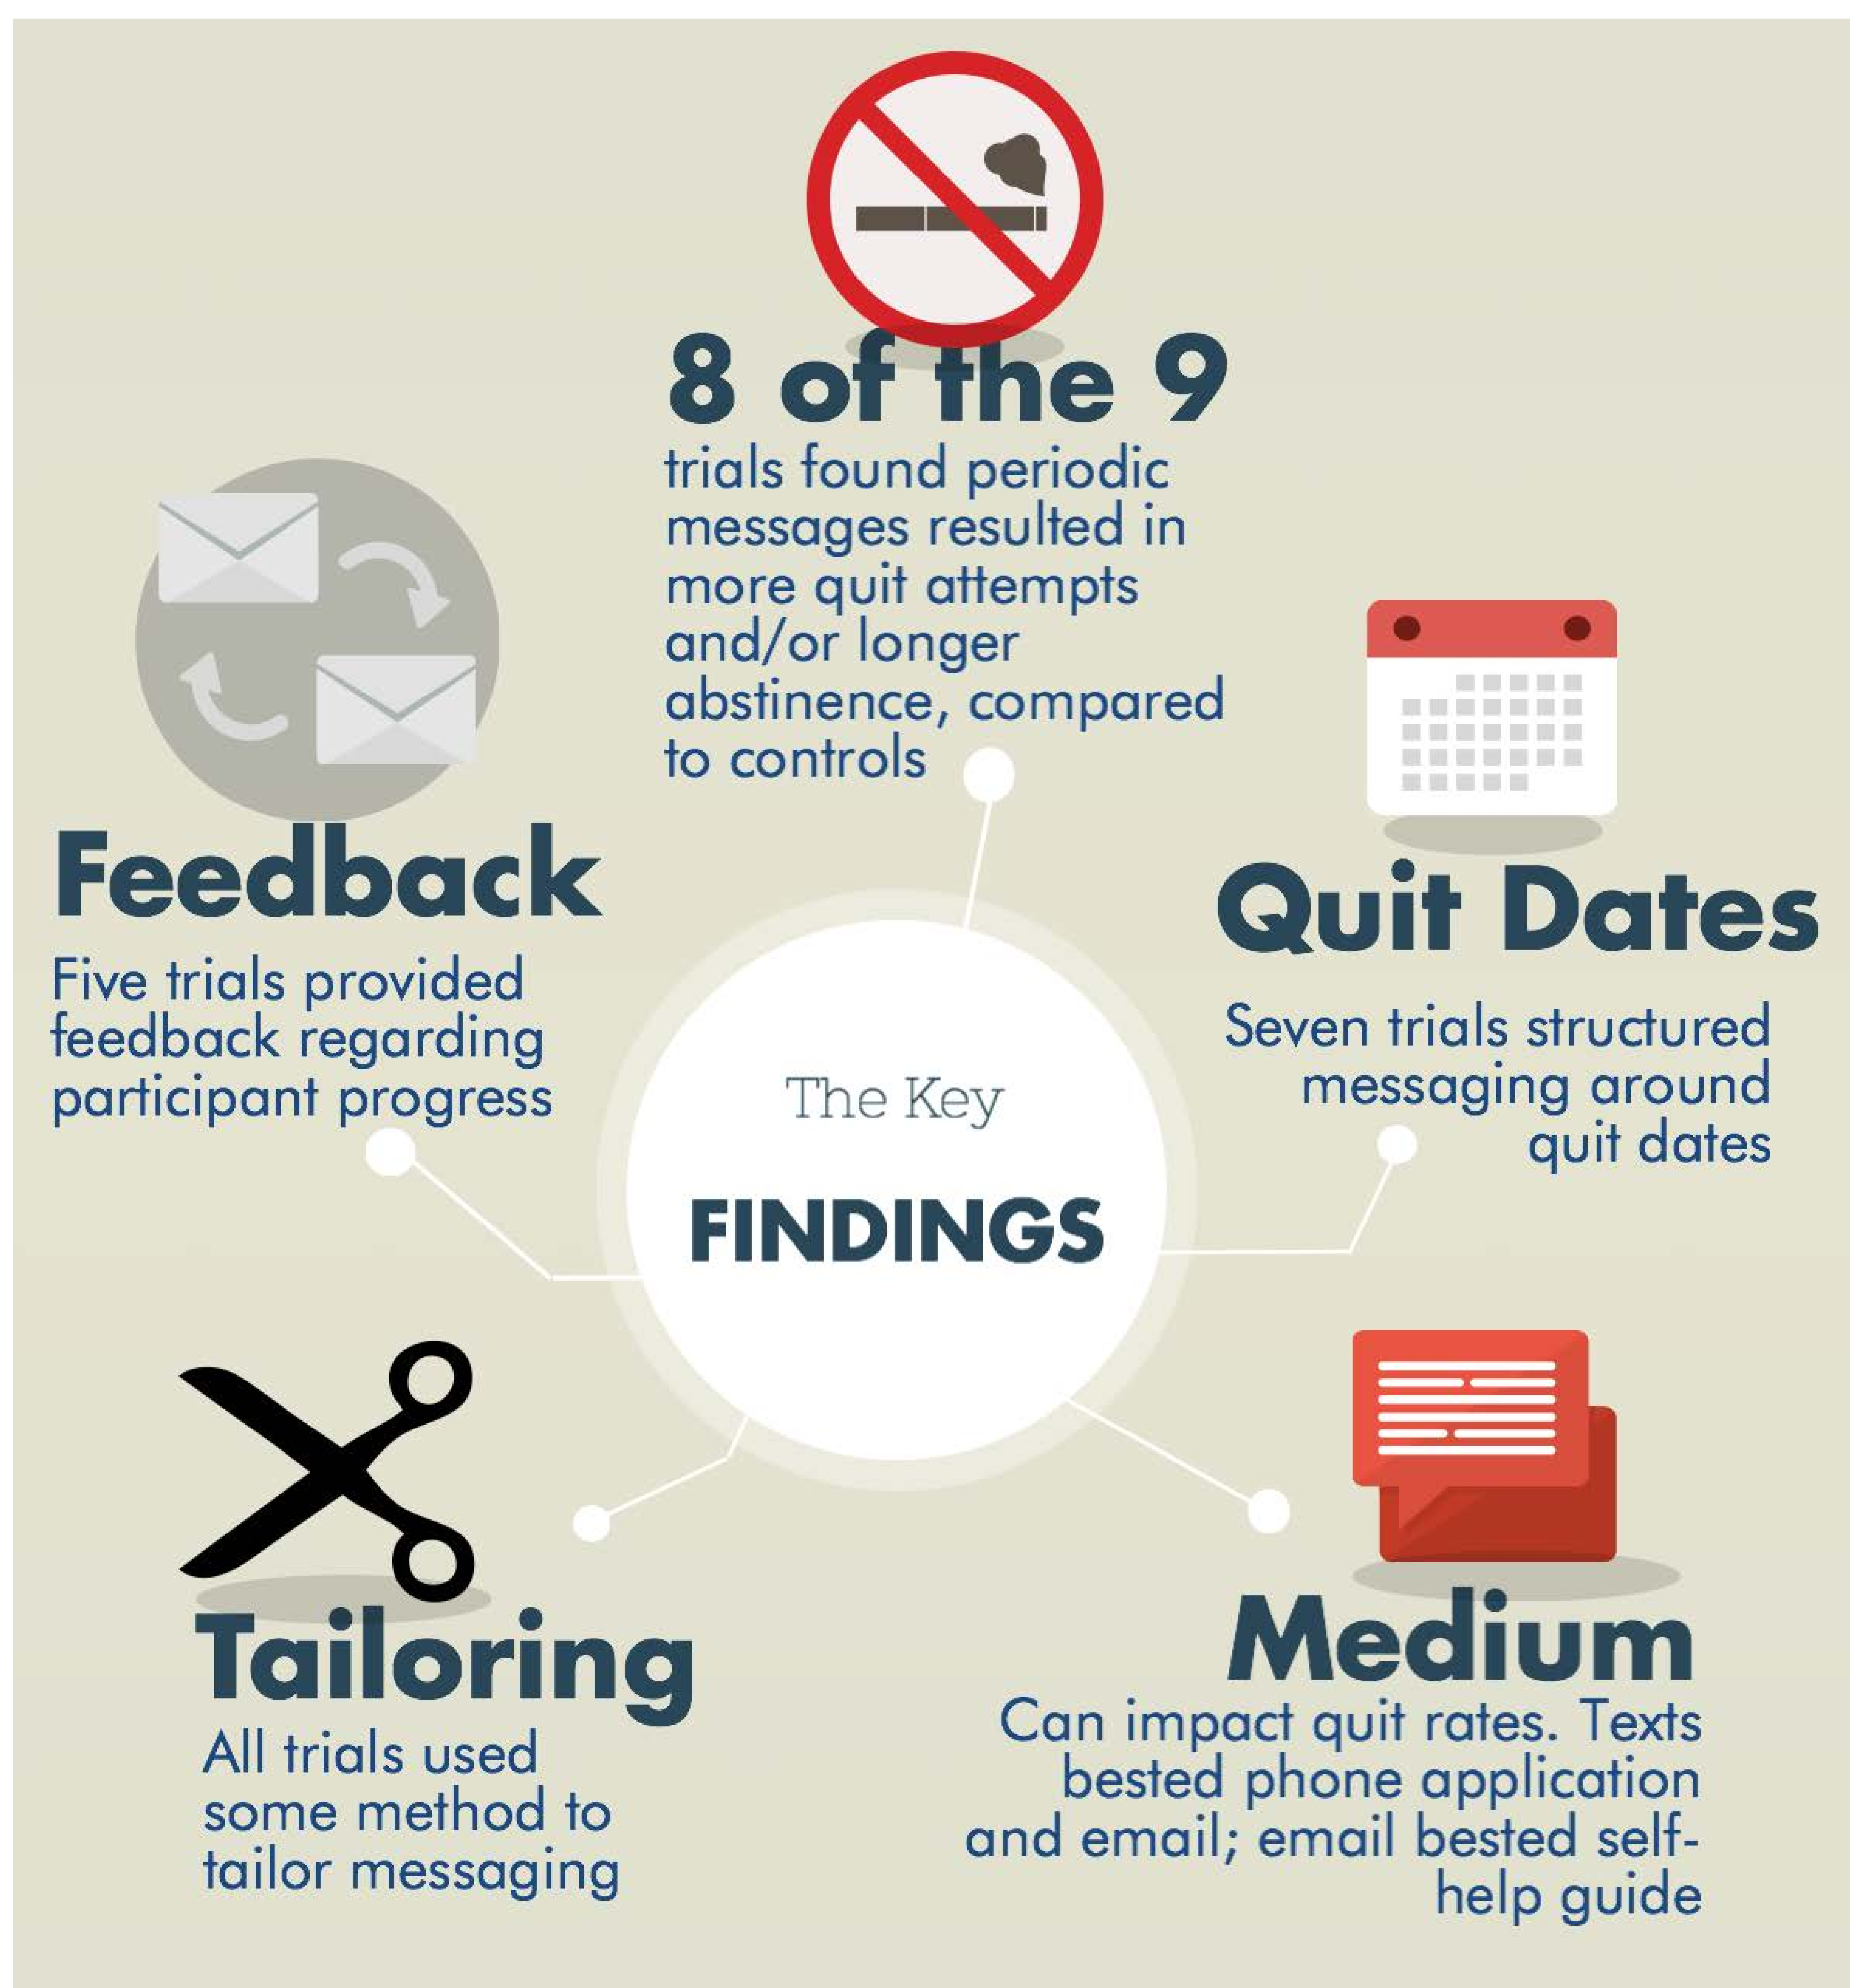 8 of the 9
trials found periodic
messages resulted in
more quit attempts
and/or longer
abstinence, compared
to controls
Feedback
Five trials provided
feedback regarding
participant progress
Quit Dates
Seven trials structured
messaging around
quit dates
The Key
FINDINGS
Tailoring
All trials used
some method to
tailor messaging
Medium
Can impact quit rates. Texts
bested phone application
and email; email bested self-
help guide